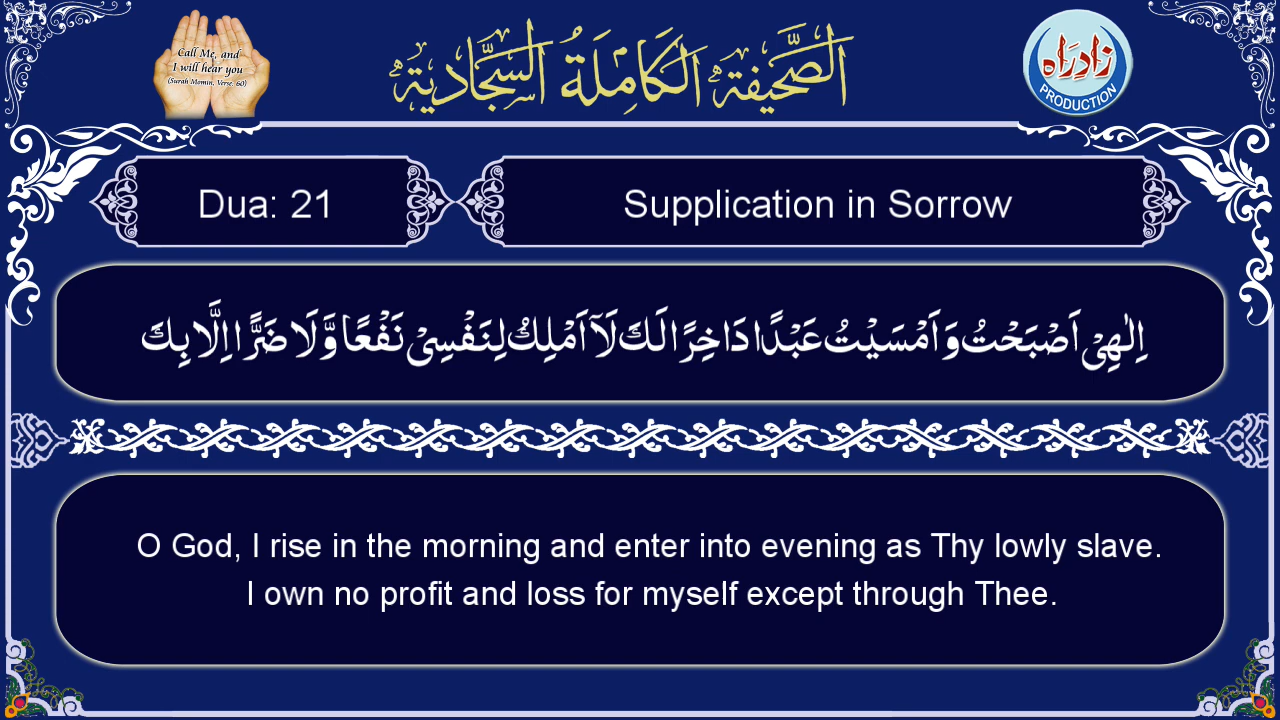 Call Me, and
I will hear you
(Surah Momin, Verse. 60)
الصَّحِيفَةُ الكَامِلَةُ السَّجَّادِيَةُ
زادِرَاه
PRODUCTION
Dua: 21
Supplication in Sorrow
اِلٰهِيْۤ اَصْبَحْتُ وَ اَمْسَيْتُ عَبْدًا دَاخِرًا لَكَ لَاۤ اَمْلِكُ لِنَفْسِيْ نَفْعًا وَّلَا ضَرًّا اِلَّا بِكَ
O God, I rise in the morning and enter into evening as Thy lowly slave.
I own no profit and loss for myself except through Thee.